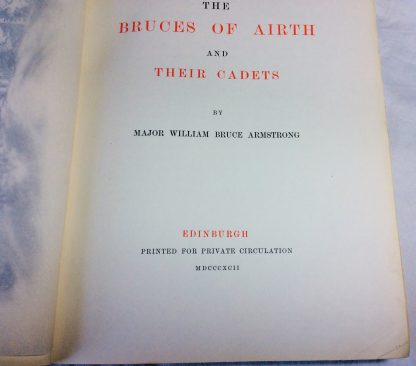 THE
BRUCES OF AIRTH
AND
THEIR CADETS
BY
MAJOR WILLIAM BRUCE ARMSTRONG
EDINBURGH
PRINTED FOR PRIVATE CIRCULATION
MDCCCXCII